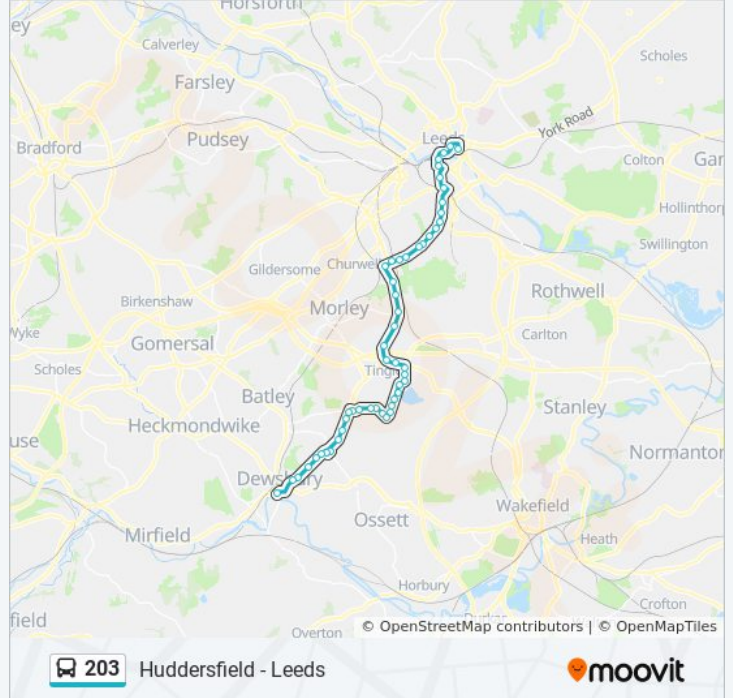 Horsforth
ey
Calverley
Scholes
Farsley
Leeds
York Road
Pudsey
Bradford
Colton
Gar
Hollinthorp
Swillington
Gildersome
Churwell
Rothwell
Birkenshaw
Morley
Wyke
Carlton
Gomersal
Scholes
Tingl
Batley
Stanley
Heckmondwike
use
Normanton
Dewsbury
Wakefield
Ossett
Mirfield
Heath
Horbury
Crofton
field
Overton
© OpenStreetMap contributors | © OpenMapTiles
203 Huddersfield - Leeds
moovit